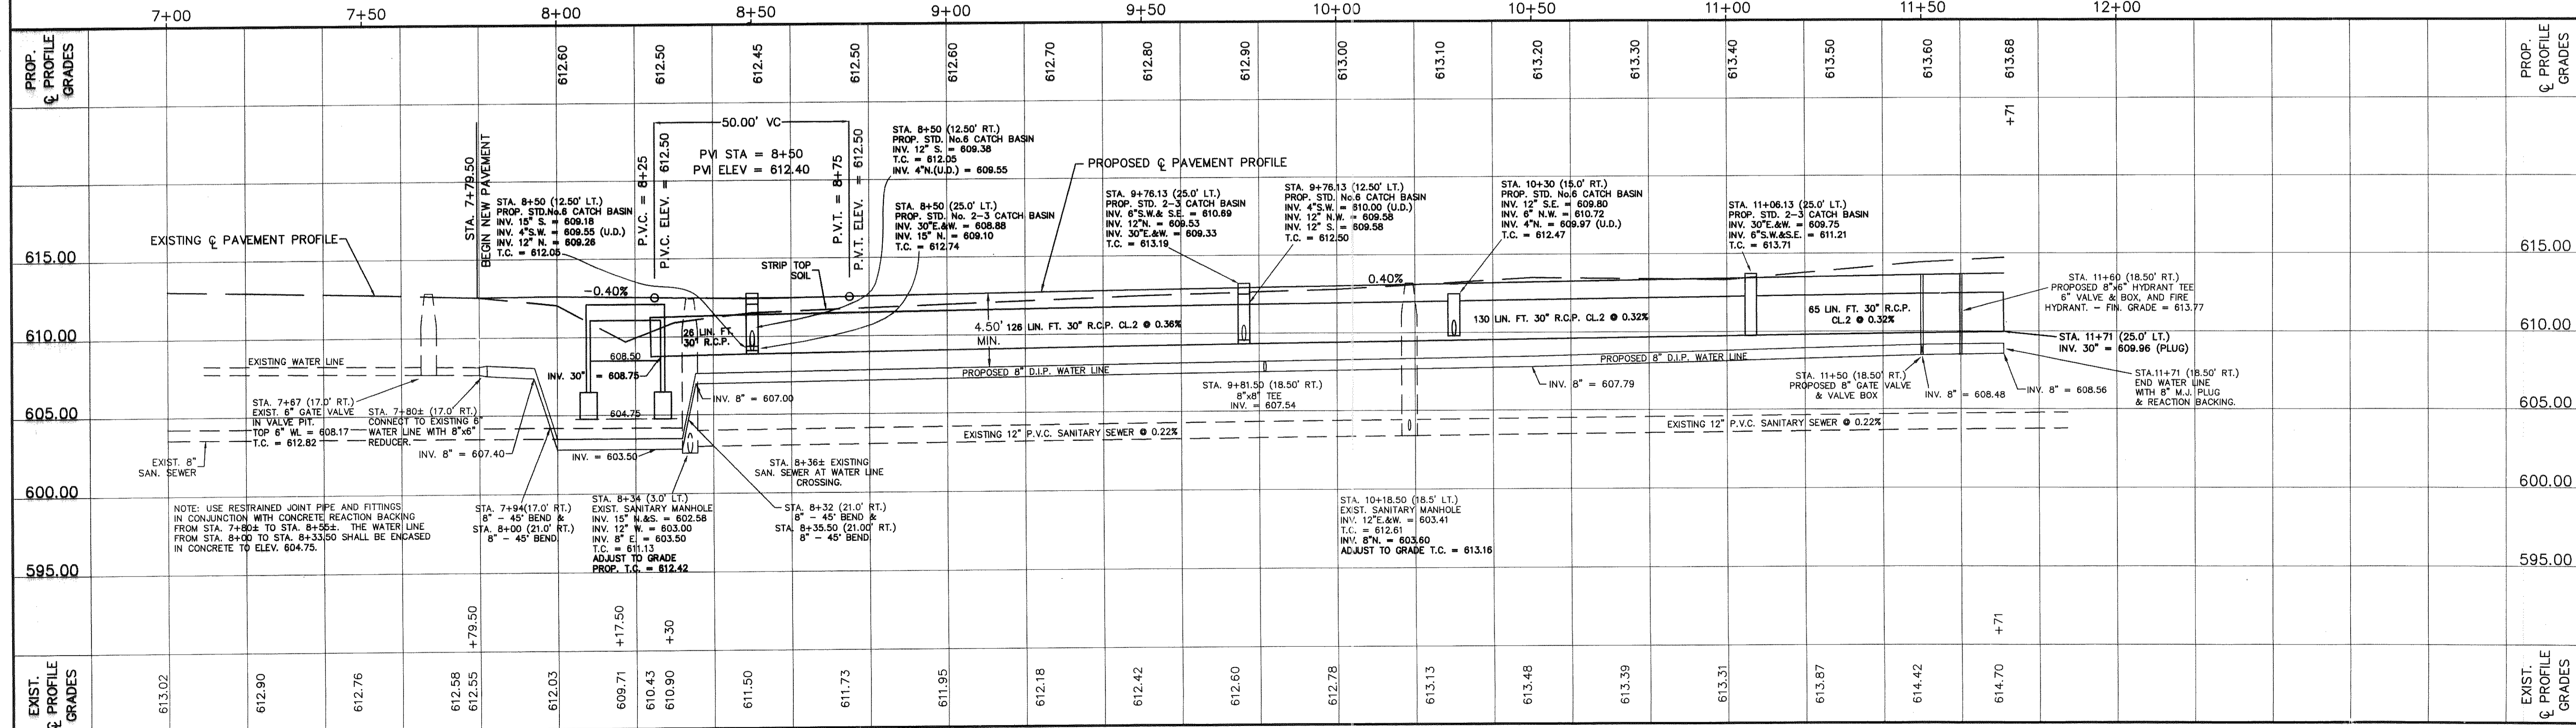 7+00
7+50
8+00
8+50
9+00
9+50
10+00
10+50
11+00
11+50
12+00
PROP.
℄ PROFILE
GRADES
612.60
612.50
612.45
612.50
612.60
612.70
612.80
612.90
613.00
613.10
613.20
613.30
613.40
613.50
613.60
613.68
+71
PROP.
℄ PROFILE
GRADES
STA. 7+79.50
BEGIN NEW PAVEMENT
50.00' VC
PVI STA = 8+50
PVI ELEV = 612.40
P.V.C. = 8+25
P.V.C. ELEV. = 612.50
P.V.T. = 8+75
P.V.T. ELEV. = 612.50
STA. 8+50 (12.50' RT.)
PROP. STD. No.6 CATCH BASIN
INV. 12" S. = 609.38
T.C. = 612.05
INV. 4"N.(U.D.) = 609.55
PROPOSED ℄ PAVEMENT PROFILE
STA. 8+50 (12.50' LT.)
PROP. STD.No.6 CATCH BASIN
INV. 15" S. = 609.18
INV. 4"S.W. = 609.55 (U.D.)
INV. 12" N. = 609.26
T.C. = 612.05
STA. 8+50 (25.0' LT.)
PROP. STD. No. 2-3 CATCH BASIN
INV. 30"E.&W. = 608.88
INV. 15" N. = 609.10
T.C. = 612.74
STA. 9+76.13 (25.0' LT.)
PROP. STD. 2-3 CATCH BASIN
INV. 6"S.W.& S.E. = 610.69
INV. 12"N. = 609.53
INV. 30"E.&W. = 609.33
T.C. = 613.19
STA. 9+76.13 (12.50' LT.)
PROP. STD. No.6 CATCH BASIN
INV. 4"S.W. = 610.00 (U.D.)
INV. 12" N.W. = 609.58
INV. 12" S. = 609.58
T.C. = 612.50
STA. 10+30 (15.0' RT.)
PROP. STD. No.6 CATCH BASIN
INV. 12" S.E. = 609.80
INV. 6" N.W. = 610.72
INV. 4"N. = 609.97 (U.D.)
T.C. = 612.47
STA. 11+06.13 (25.0' LT.)
PROP. STD. 2-3 CATCH BASIN
INV. 30"E.&W. = 609.75
INV. 6"S.W.&S.E. = 611.21
T.C. = 613.71
EXISTING ℄ PAVEMENT PROFILE
STRIP TOP
SOIL
615.00
615.00
-0.40%
0.40%
STA. 11+60 (18.50' RT.)
PROPOSED 8"x6" HYDRANT TEE
6" VALVE & BOX, AND FIRE
HYDRANT. - FIN. GRADE = 613.77
610.00
610.00
26 LIN. FT.
30" R.C.P.
4.50'
MIN.
126 LIN. FT. 30" R.C.P. CL.2 @ 0.36%
130 LIN. FT. 30" R.C.P. CL.2 @ 0.32%
65 LIN. FT. 30" R.C.P.
CL.2 @ 0.32%
STA. 11+71 (25.0' LT.)
INV. 30" = 609.96 (PLUG)
EXISTING WATER LINE
608.50
INV. 30" = 608.75
PROPOSED 8" D.I.P. WATER LINE
PROPOSED 8" D.I.P. WATER LINE
INV. 8" = 607.00
STA. 9+81.50 (18.50' RT.)
8"x8" TEE
INV. = 607.54
INV. 8" = 607.79
STA. 11+50 (18.50' RT.)
PROPOSED 8" GATE VALVE
& VALVE BOX
INV. 8" = 608.48
INV. 8" = 608.56
STA.11+71 (18.50' RT.)
END WATER LINE
WITH 8" M.J. PLUG
& REACTION BACKING.
605.00
605.00
STA. 7+67 (17.0' RT.)
EXIST. 6" GATE VALVE
IN VALVE PIT.
TOP 6" WL = 608.17
T.C. = 612.82
STA. 7+80± (17.0' RT.)
CONNECT TO EXISTING 6"
WATER LINE WITH 8"x6"
REDUCER.
604.75
EXIST. 8"
SAN. SEWER
INV. 8" = 607.40
INV. = 603.50
EXISTING 12" P.V.C. SANITARY SEWER @ 0.22%
EXISTING 12" P.V.C. SANITARY SEWER @ 0.22%
STA. 8+36± EXISTING
SAN. SEWER AT WATER LINE
CROSSING.
600.00
600.00
NOTE: USE RESTRAINED JOINT PIPE AND FITTINGS
IN CONJUNCTION WITH CONCRETE REACTION BACKING
FROM STA. 7+80± TO STA. 8+55±. THE WATER LINE
FROM STA. 8+00 TO STA. 8+33.50 SHALL BE ENCASED
IN CONCRETE TO ELEV. 604.75.
STA. 7+94(17.0' RT.)
8" - 45° BEND &
STA. 8+00 (21.0' RT.)
8" - 45° BEND.
STA. 8+34 (3.0' LT.)
EXIST. SANITARY MANHOLE
INV. 15" N.&S. = 602.58
INV. 12" W. = 603.00
INV. 8" E. = 603.50
T.C. = 611.13
ADJUST TO GRADE
PROP. T.C. = 612.42
STA. 8+32 (21.0' RT.)
8" - 45° BEND &
STA. 8+35.50 (21.00' RT.)
8" - 45° BEND
STA. 10+18.50 (18.5' LT.)
EXIST. SANITARY MANHOLE
INV. 12"E.&W. = 603.41
T.C. = 612.61
INV. 8"N. = 603.60
ADJUST TO GRADE T.C. = 613.16
595.00
595.00
+79.50
+17.50
+30
+71
EXIST.
℄ PROFILE
GRADES
613.02
612.90
612.76
612.58
612.55
612.03
609.71
610.43
610.90
611.50
611.73
611.95
612.18
612.42
612.60
612.78
613.13
613.48
613.39
613.31
613.87
614.42
614.70
EXIST.
℄ PROFILE
GRADES